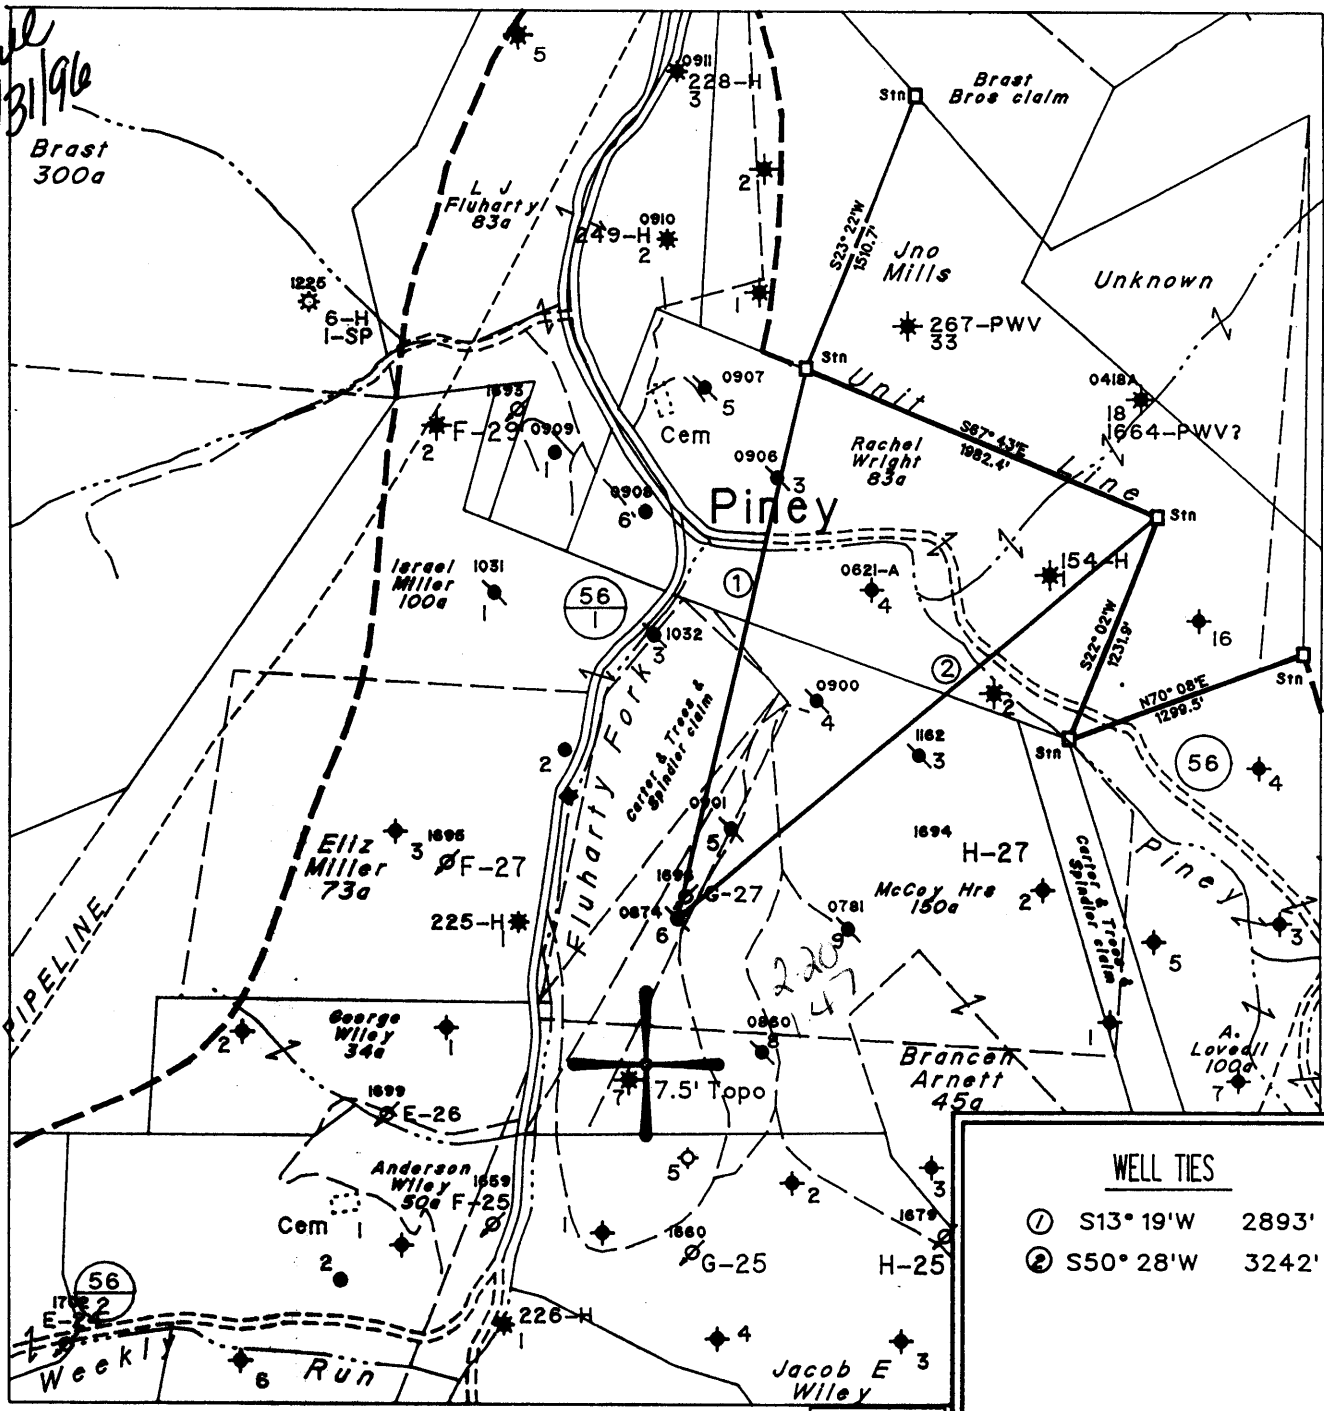 31/96
5
0911
228-H
3
Stn
Brast
Bros claim
Brast
300a
2
L J
Fluharty
83a
0910
249-H
2
S23° 22'W
1510.7'
Jno
Mills
Unknown
1225
6-H
1-SP
1
267-PWV
33
Stn
0907
5
Unit Line
0418A
18
1664-PWV?
1693
F-29
2
0909
1
Cem
Rachel
Wright
83a
S67° 43'E
1982.4'
0906
3
0908
6
Piney
Stn
Israel
Miller
100a
1031
1
56
1
1
0621-A
4
154-H
1
16
1032
3
S22° 02'W
1231.9'
2
2
N70° 08'E
1299.5'
Stn
0900
4
Carter & Trees &
Spindler claim
1162
3
Stn
56
4
2
Fluharty Fork
0901
5
Eliz
Miller
73a
3
1695
F-27
1694
H-27
Carter & Trees &
Spindler claim
Piney
1696
G-27
McCoy Hrs
150a
2
225-H
1
0874
6
0781
9
3
5
PIPELINE
2.20
47
George
Wiley
34a
2
1
0860
8
1
Brancen
Arnett
45a
A.
Lovedll
100a
7
7
7.5' Topo
1699
E-26
Anderson
Wiley
50a
1659
F-25
5
2
3
WELL TIES
1 S13° 19'W 2893'
2 S50° 28'W 3242'
Cem
1
1
1660
G-25
1679
H-25
2
56
2
226-H
1
4
3
Weekly Run
6
Jacob E
Wiley